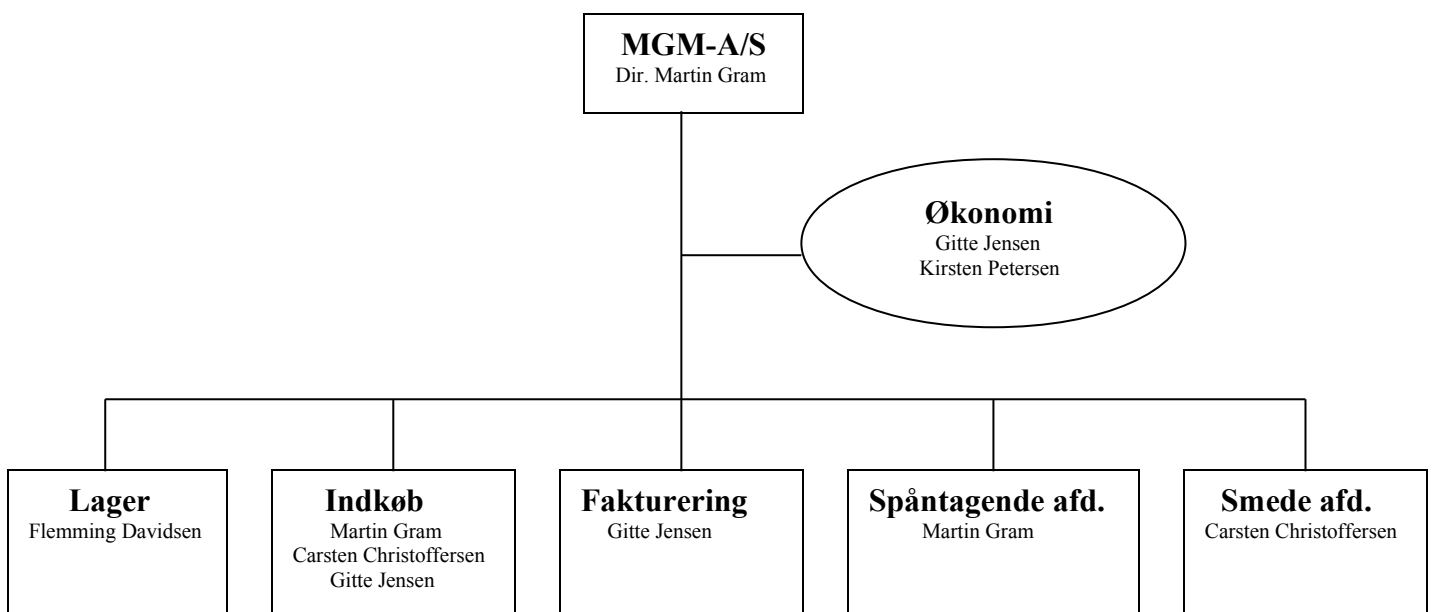 MGM-A/S
Dir. Martin Gram
Økonomi
Gitte Jensen
Kirsten Petersen
Lager
Flemming Davidsen
Indkøb
Martin Gram
Carsten Christoffersen
Gitte Jensen
Fakturering
Gitte Jensen
Spåntagende afd.
Martin Gram
Smede afd.
Carsten Christoffersen